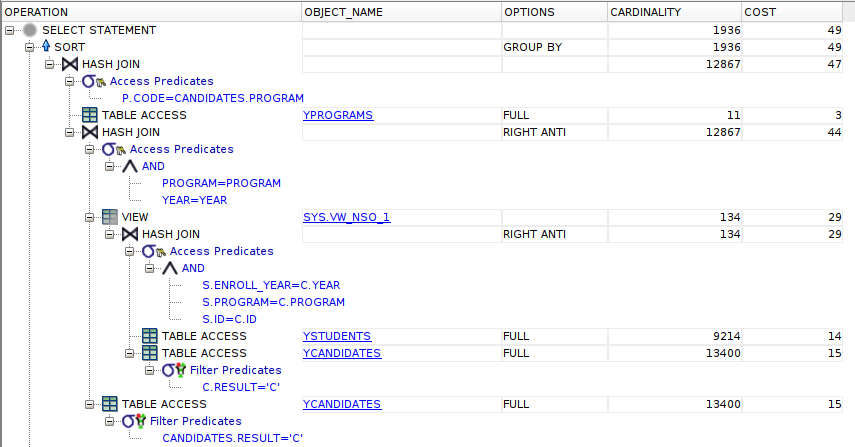 OPERATION OBJECT_NAME OPTIONS CARDINALITY COST
SELECT STATEMENT 1936 49
SORT GROUP BY 1936 49
HASH JOIN 12867 47
Access Predicates
P.CODE=CANDIDATES.PROGRAM
TABLE ACCESS YPROGRAMS FULL 11 3
HASH JOIN RIGHT ANTI 12867 44
Access Predicates
AND
PROGRAM=PROGRAM
YEAR=YEAR
VIEW SYS.VW_NSO_1 134 29
HASH JOIN RIGHT ANTI 134 29
Access Predicates
AND
S.ENROLL_YEAR=C.YEAR
S.PROGRAM=C.PROGRAM
S.ID=C.ID
TABLE ACCESS YSTUDENTS FULL 9214 14
TABLE ACCESS YCANDIDATES FULL 13400 15
Filter Predicates
C.RESULT='C'
TABLE ACCESS YCANDIDATES FULL 13400 15
Filter Predicates
CANDIDATES.RESULT='C'